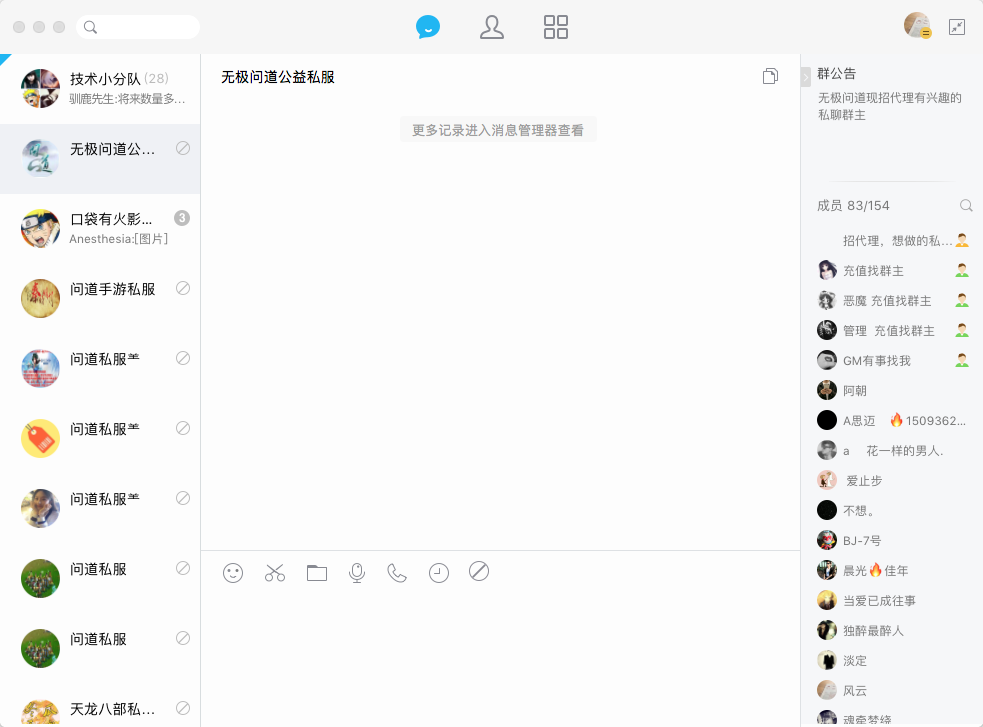 技术小分队 (28)
驯鹿先生:将来数量多...
无极问道公...
口袋有火影...
3
Anesthesia:[图片]
问道手游私服
问道私服
问道私服
问道私服
问道私服
问道私服
天龙八部私...
无极问道公益私服
更多记录进入消息管理器查看
群公告
无极问道现招代理有兴趣的
私聊群主
成员 83/154
招代理，想做的私...
充值找群主
恶魔 充值找群主
管理 充值找群主
GM有事找我
阿朝
A思迈 🔥1509362...
a 花一样的男人.
爱止步
不想。
BJ-7号
晨光🔥佳年
当爱已成往事
独醉最醉人
淡定
风云
魂牵梦绕